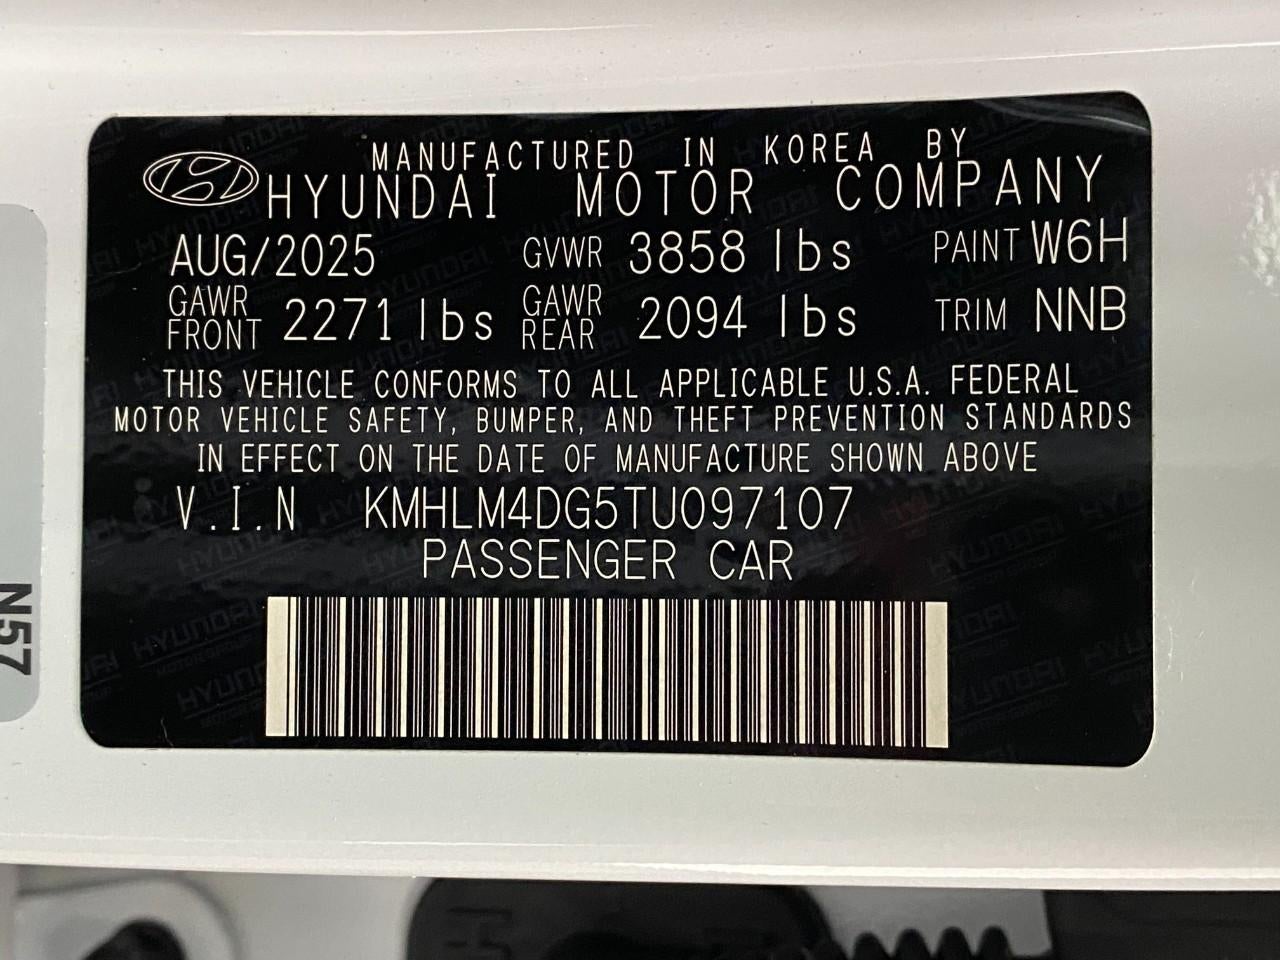 MANUFACTURED IN KOREA BY
HYUNDAI MOTOR COMPANY
AUG/2025 GVWR 3858 lbs PAINT W6H
GAWR FRONT 2271 lbs GAWR REAR 2094 lbs TRIM NNB
THIS VEHICLE CONFORMS TO ALL APPLICABLE U.S.A. FEDERAL
MOTOR VEHICLE SAFETY, BUMPER, AND THEFT PREVENTION STANDARDS
IN EFFECT ON THE DATE OF MANUFACTURE SHOWN ABOVE
V.I.N KMHLM4DG5TU097107
PASSENGER CAR
N57